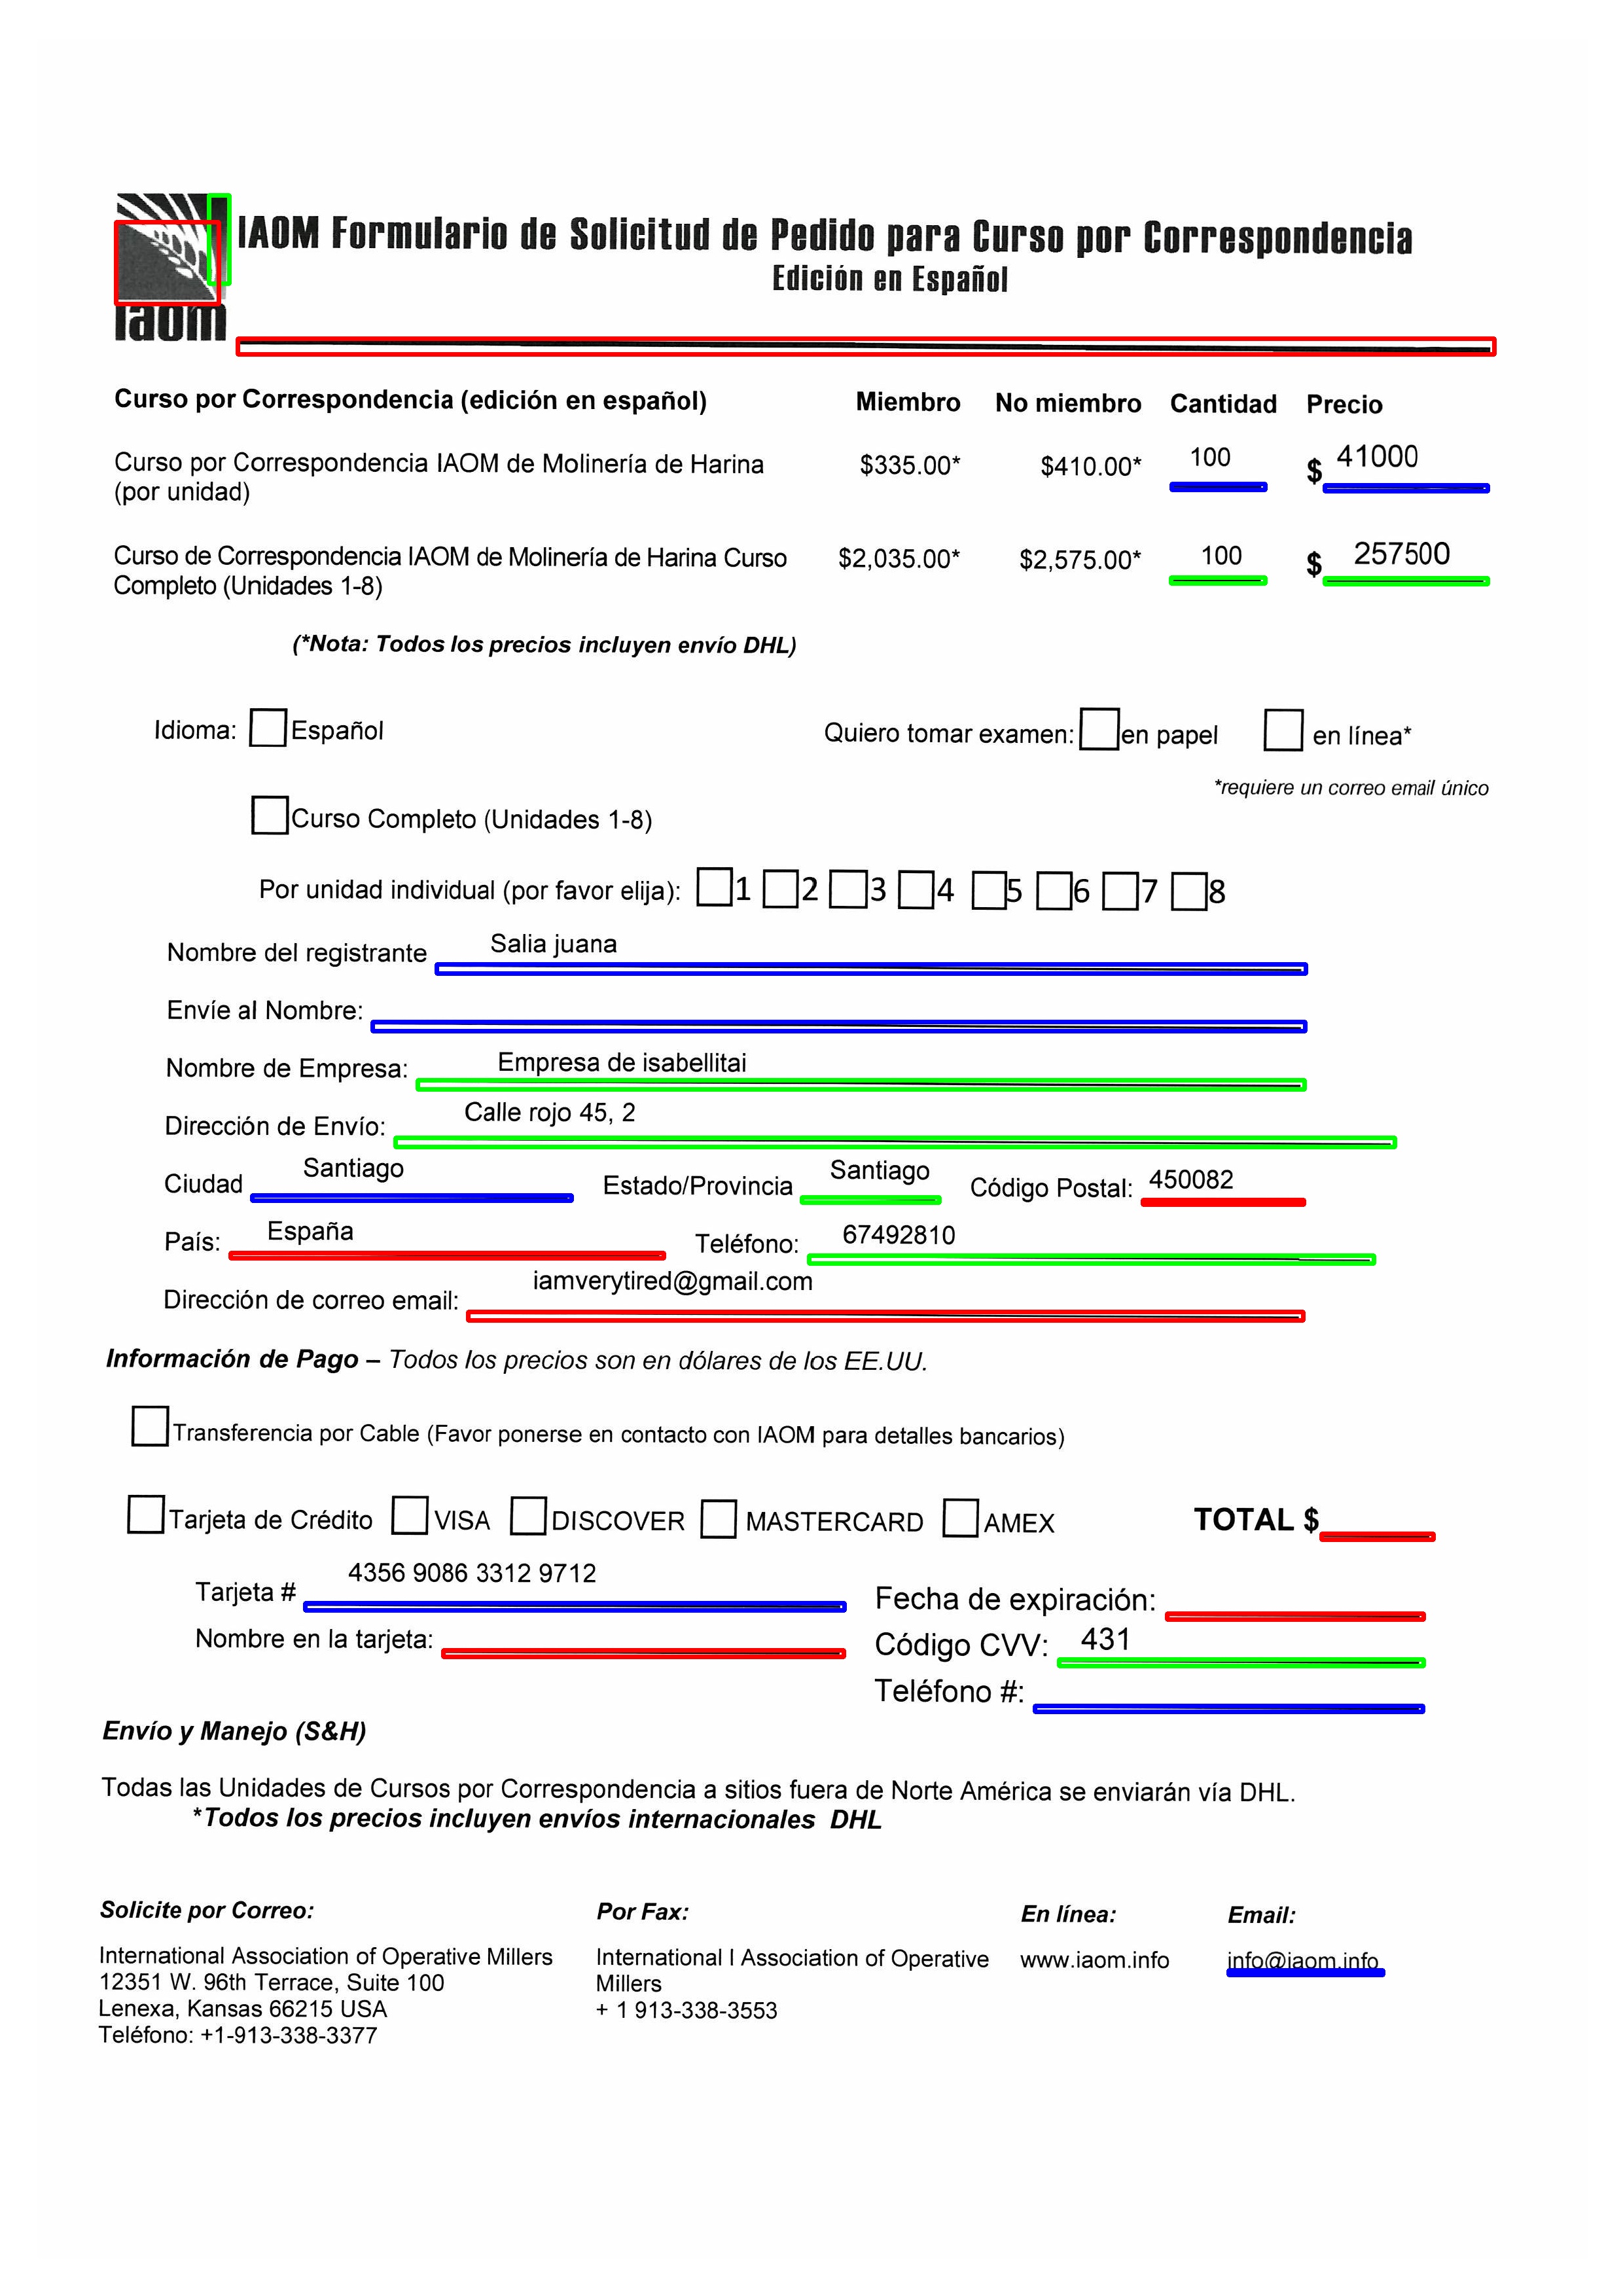 iaom
IAOM Formulario de Solicitud de Pedido para Curso por Correspondencia
Edición en Español
Curso por Correspondencia (edición en español) Miembro No miembro Cantidad Precio
Curso por Correspondencia IAOM de Molinería de Harina $335.00* $410.00* 100 $ 41000
(por unidad)
Curso de Correspondencia IAOM de Molinería de Harina Curso $2,035.00* $2,575.00* 100 $ 257500
Completo (Unidades 1-8)
(*Nota: Todos los precios incluyen envío DHL)
Idioma: Español Quiero tomar examen: en papel en línea*
*requiere un correo email único
Curso Completo (Unidades 1-8)
Por unidad individual (por favor elija): 1 2 3 4 5 6 7 8
Nombre del registrante Salia juana
Envíe al Nombre:
Nombre de Empresa: Empresa de isabellitai
Dirección de Envío: Calle rojo 45, 2
Ciudad Santiago Estado/Provincia Santiago Código Postal: 450082
País: España Teléfono: 67492810
Dirección de correo email: iamverytired@gmail.com
Información de Pago – Todos los precios son en dólares de los EE.UU.
Transferencia por Cable (Favor ponerse en contacto con IAOM para detalles bancarios)
Tarjeta de Crédito VISA DISCOVER MASTERCARD AMEX TOTAL $
Tarjeta # 4356 9086 3312 9712 Fecha de expiración:
Nombre en la tarjeta: Código CVV: 431
Teléfono #:
Envío y Manejo (S&H)
Todas las Unidades de Cursos por Correspondencia a sitios fuera de Norte América se enviarán vía DHL.
*Todos los precios incluyen envíos internacionales DHL
Solicite por Correo: Por Fax: En línea: Email:
International Association of Operative Millers International I Association of Operative www.iaom.info info@iaom.info
12351 W. 96th Terrace, Suite 100 Millers
Lenexa, Kansas 66215 USA + 1 913-338-3553
Teléfono: +1-913-338-3377